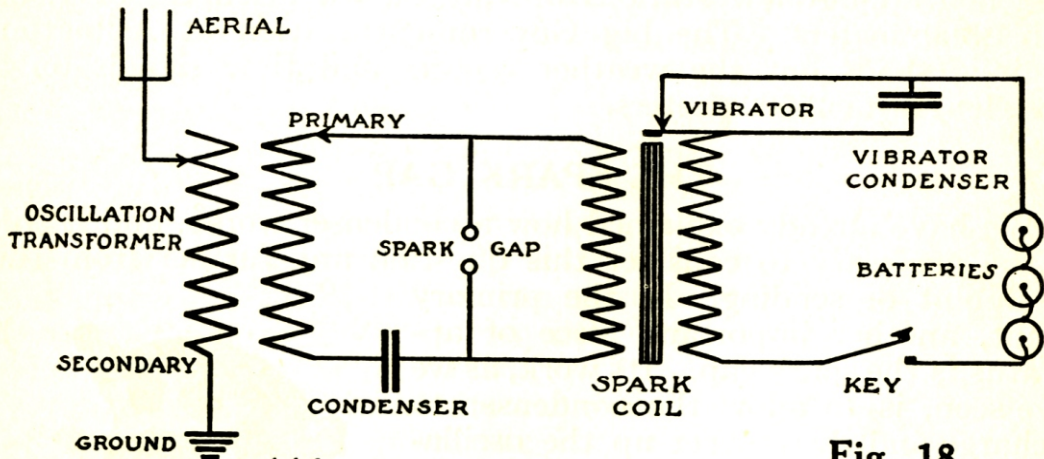 AERIAL
PRIMARY
VIBRATOR
VIBRATOR
CONDENSER
OSCILLATION
TRANSFORMER
SPARK GAP
BATTERIES
SECONDARY
CONDENSER
SPARK
COIL
KEY
GROUND
Fig. 18